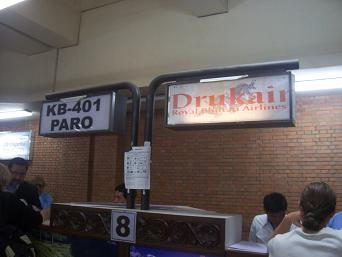 KB-401
PARO
Drukair
Royal Bhutan Airlines
8